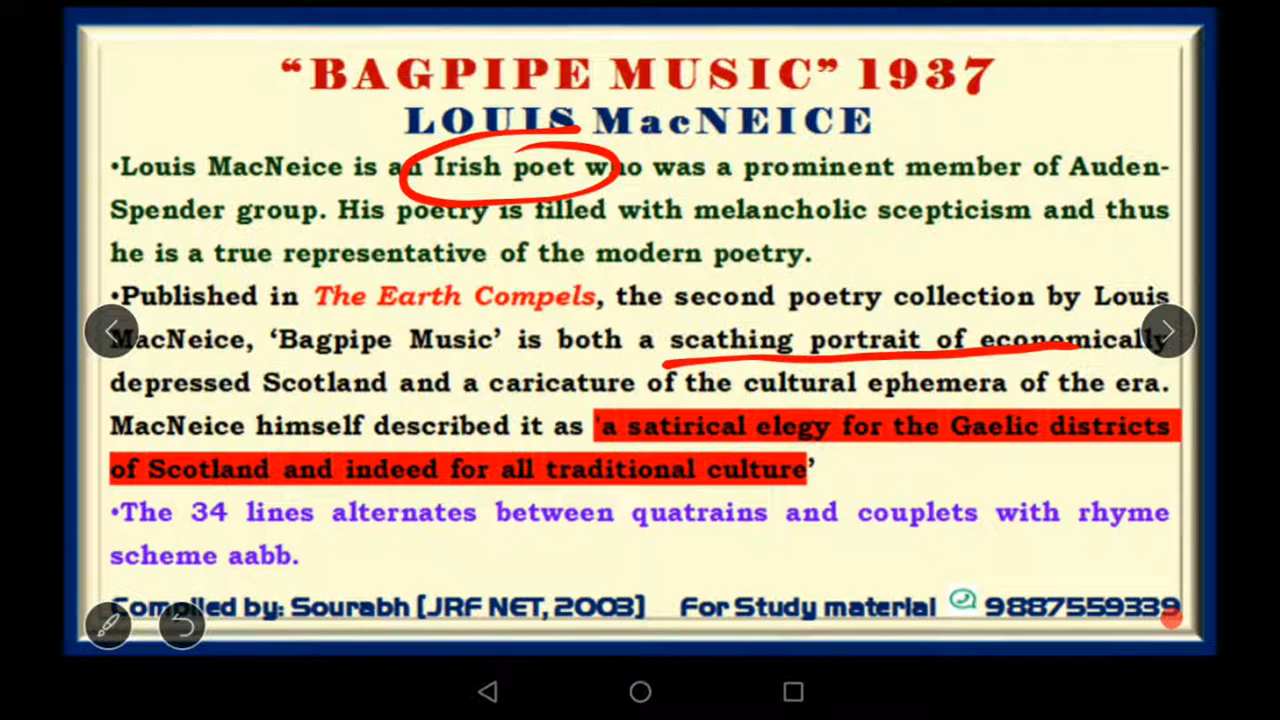 “BAGPIPE MUSIC” 1937
LOUIS MacNEICE
•Louis MacNeice is an Irish poet who was a prominent member of Auden-
Spender group. His poetry is filled with melancholic scepticism and thus
he is a true representative of the modern poetry.
•Published in The Earth Compels, the second poetry collection by Louis
MacNeice, ‘Bagpipe Music’ is both a scathing portrait of economically
depressed Scotland and a caricature of the cultural ephemera of the era.
MacNeice himself described it as 'a satirical elegy for the Gaelic districts
of Scotland and indeed for all traditional culture’
•The 34 lines alternates between quatrains and couplets with rhyme
scheme aabb.
Compiled by: Sourabh [JRF NET, 2003] For Study material 9887559339